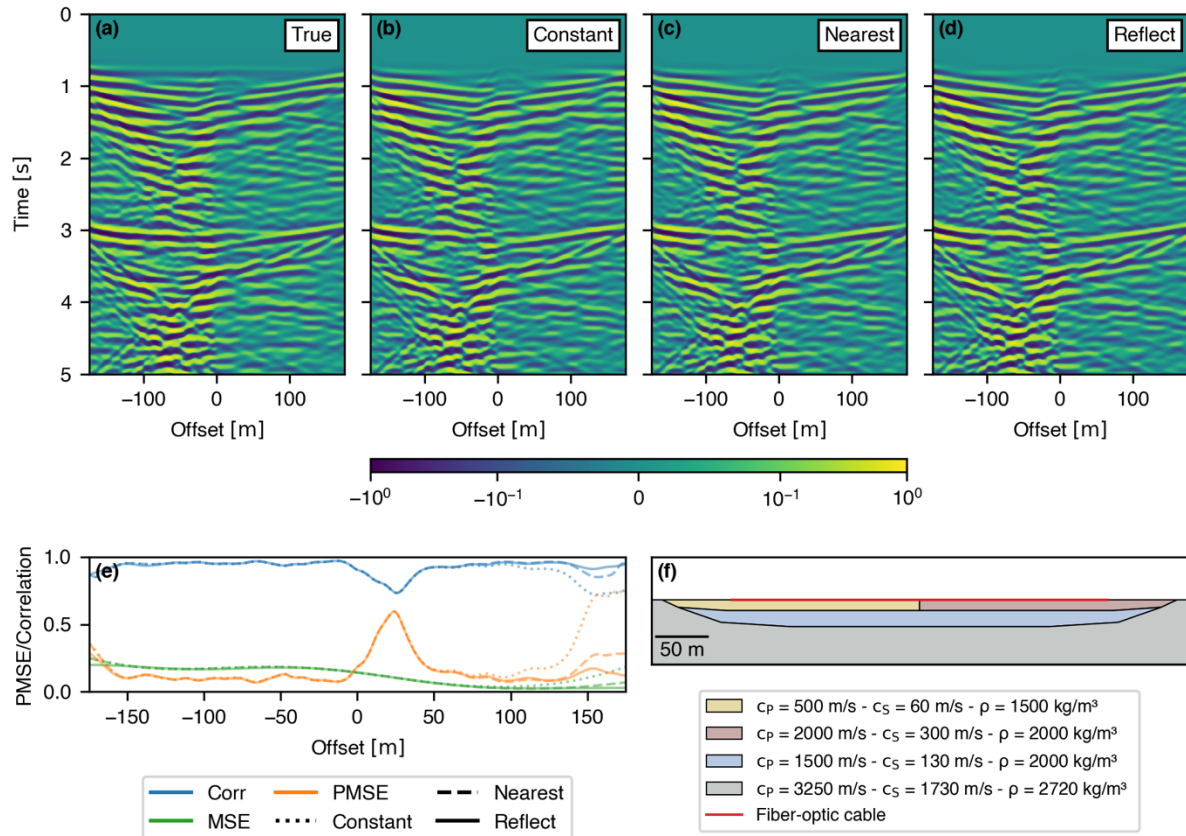 (a) True (b) Constant (c) Nearest (d) Reflect
0
1
2
3
4
5
Time [s]
−100 0 100 −100 0 100 −100 0 100 −100 0 100
Offset [m] Offset [m] Offset [m] Offset [m]
−10⁰ −10⁻¹ 0 10⁻¹ 10⁰
(e)
1.0
0.5
0.0
PMSE/Correlation
−150 −100 −50 0 50 100 150
Offset [m]
Corr PMSE Nearest
MSE Constant Reflect
(f)
50 m
cP = 500 m/s - cS = 60 m/s - ρ = 1500 kg/m³
cP = 2000 m/s - cS = 300 m/s - ρ = 2000 kg/m³
cP = 1500 m/s - cS = 130 m/s - ρ = 2000 kg/m³
cP = 3250 m/s - cS = 1730 m/s - ρ = 2720 kg/m³
Fiber-optic cable